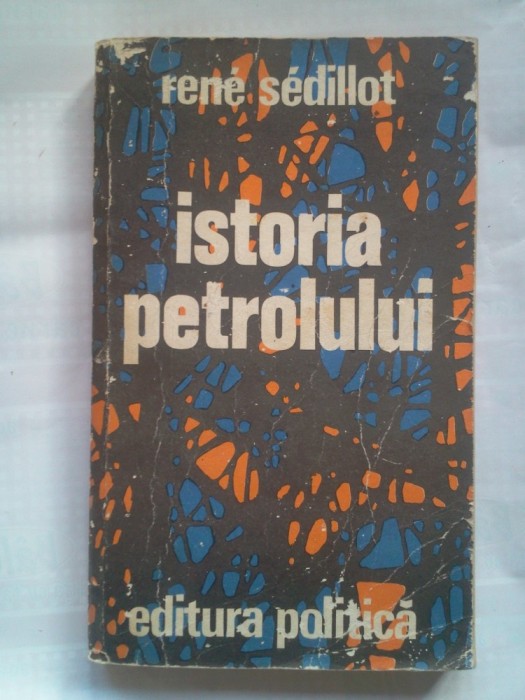 rené sédillot
istoria
petrolului
editura politică